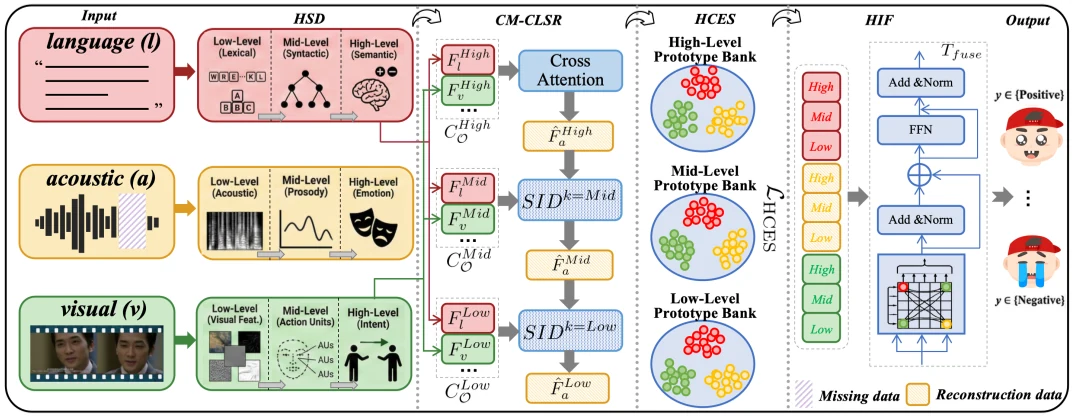 Input
HSD
CM-CLSR
HCES
HIF
Output
language (l)
“
”
Low-Level
(Lexical)
W R E ... K L
A
B B C
Mid-Level
(Syntactic)
High-Level
(Semantic)
acoustic (a)
Low-Level
(Acoustic)
Mid-Level
(Prosody)
High-Level
(Emotion)
visual (v)
Low-Level
(Visual Feat.)
Mid-Level
(Action Units)
AUs
AUs
AUs
High-Level
(Intent)
F_l^{High}
F_v^{High}
...
C_O^{High}
F_l^{Mid}
F_v^{Mid}
...
C_O^{Mid}
F_l^{Low}
F_v^{Low}
...
C_O^{Low}
Cross
Attention
F̂_a^{High}
SID^{k=Mid}
F̂_a^{Mid}
SID^{k=Low}
F̂_a^{Low}
High-Level
Prototype Bank
Mid-Level
Prototype Bank
Low-Level
Prototype Bank
ℒ_{HCES}
High
Mid
Low
High
Mid
Low
High
Mid
Low
T_{fuse}
Add &Norm
FFN
Add &Norm
y ∈ {Positive}
...
y ∈ {Negative}
Missing data
Reconstruction data